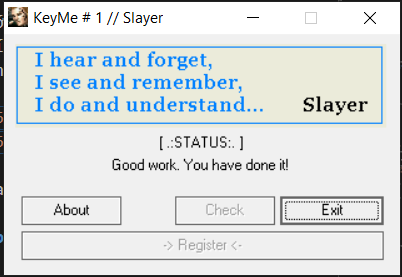 KeyMe # 1 // Slayer
I hear and forget,
I see and remember,
I do and understand... Slayer
[ .:STATUS:. ]
Good work. You have done it!
About Check Exit
-> Register <-